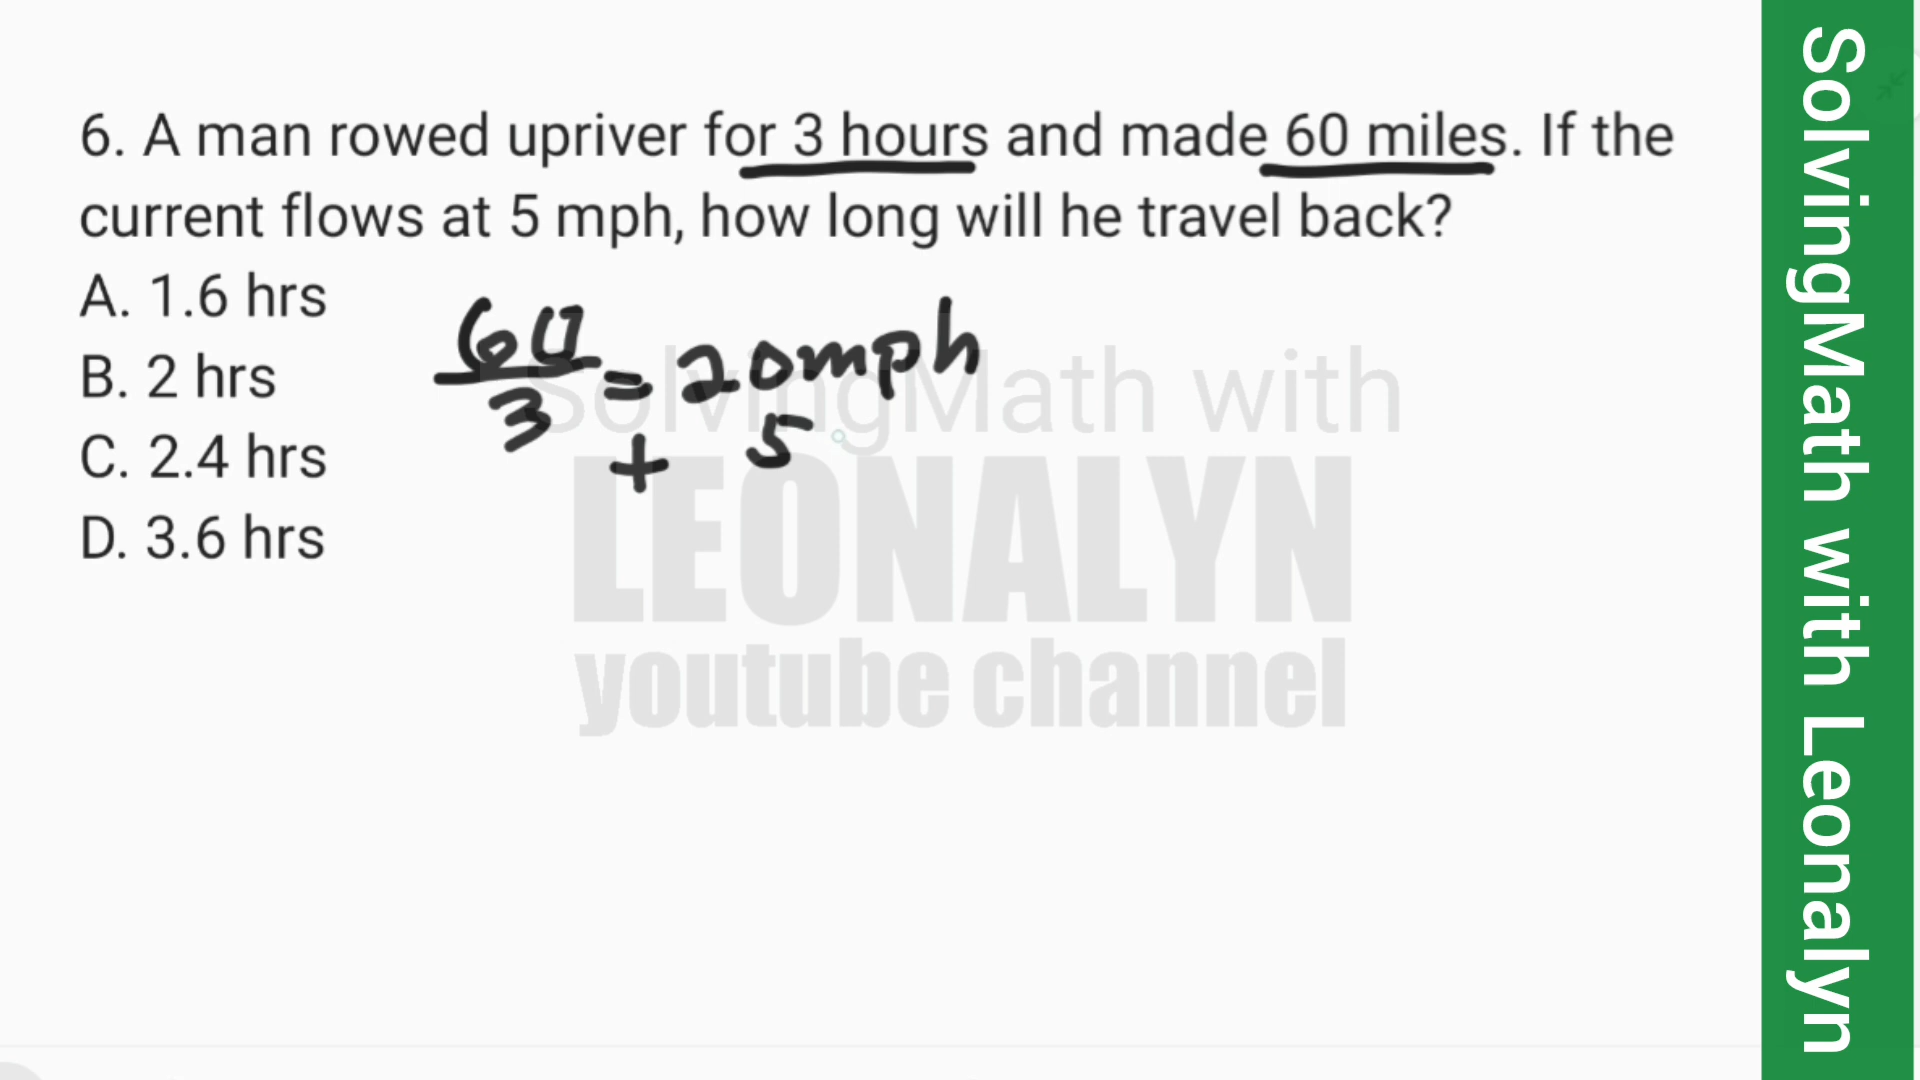 6. A man rowed upriver for 3 hours and made 60 miles. If the
current flows at 5 mph, how long will he travel back?
A. 1.6 hrs
B. 2 hrs
C. 2.4 hrs
D. 3.6 hrs
60
3
= 20mph
+ 5
SolvingMath with
LEONALYN
youtube channel
SolvingMath with Leonalyn